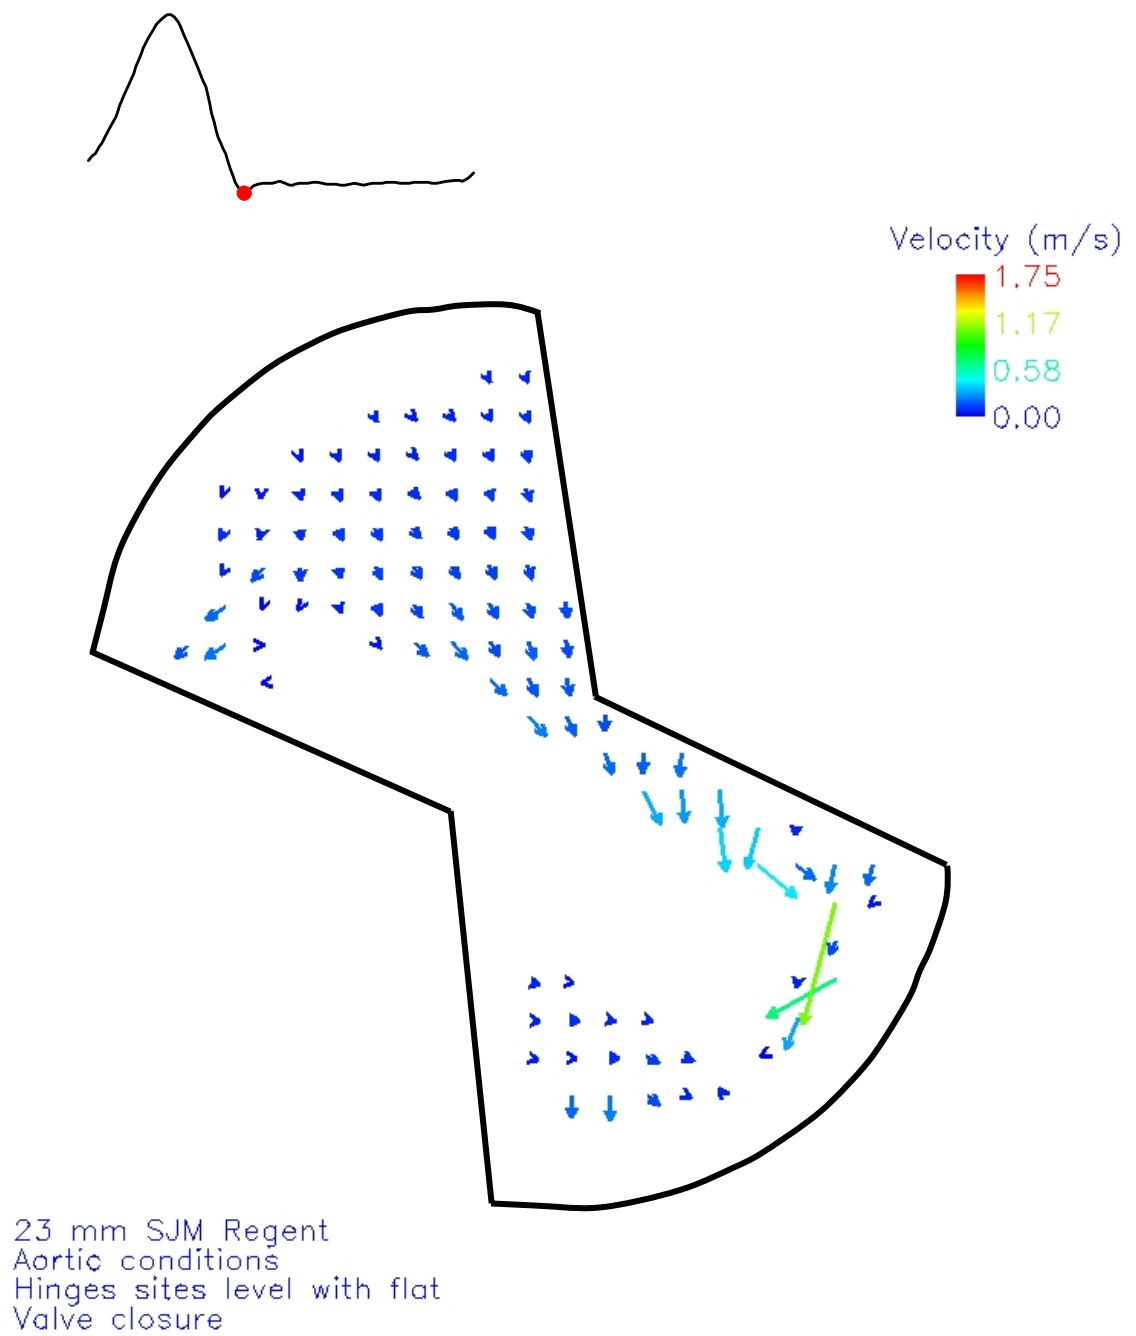 Velocity (m/s)
1.75
1.17
0.58
0.00
23 mm SJM Regent
Aortic conditions
Hinges sites level with flat
Valve closure